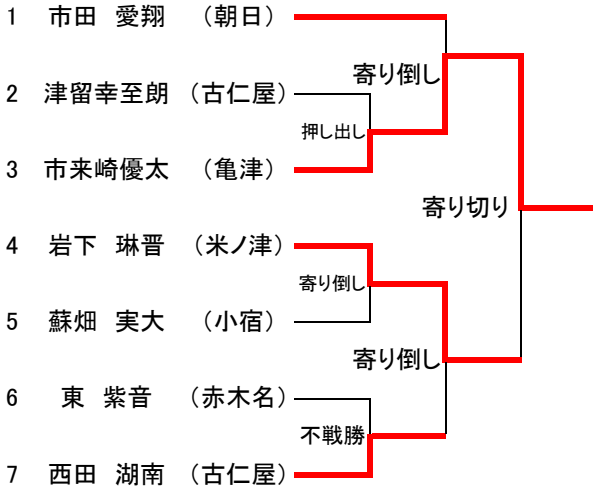 1 市田 愛翔 （朝日）
寄り倒し
2 津留幸至朗 （古仁屋）
押し出し
3 市来崎優太 （亀津）
寄り切り
4 岩下 琳晋 （米ノ津）
寄り倒し
5 蘇畑 実大 （小宿）
寄り倒し
6 東 紫音 （赤木名）
不戦勝
7 西田 湖南 （古仁屋）